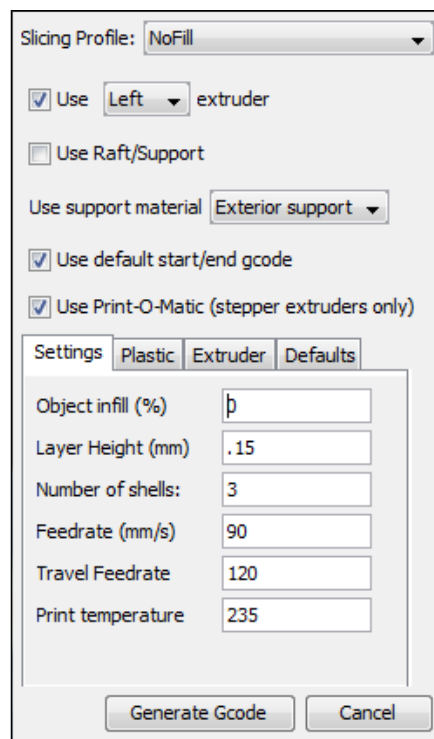 Slicing Profile: NoFill
Use Left extruder
Use Raft/Support
Use support material Exterior support
Use default start/end gcode
Use Print-O-Matic (stepper extruders only)
Settings Plastic Extruder Defaults
Object infill (%) 0
Layer Height (mm) .15
Number of shells: 3
Feedrate (mm/s) 90
Travel Feedrate 120
Print temperature 235
Generate Gcode Cancel